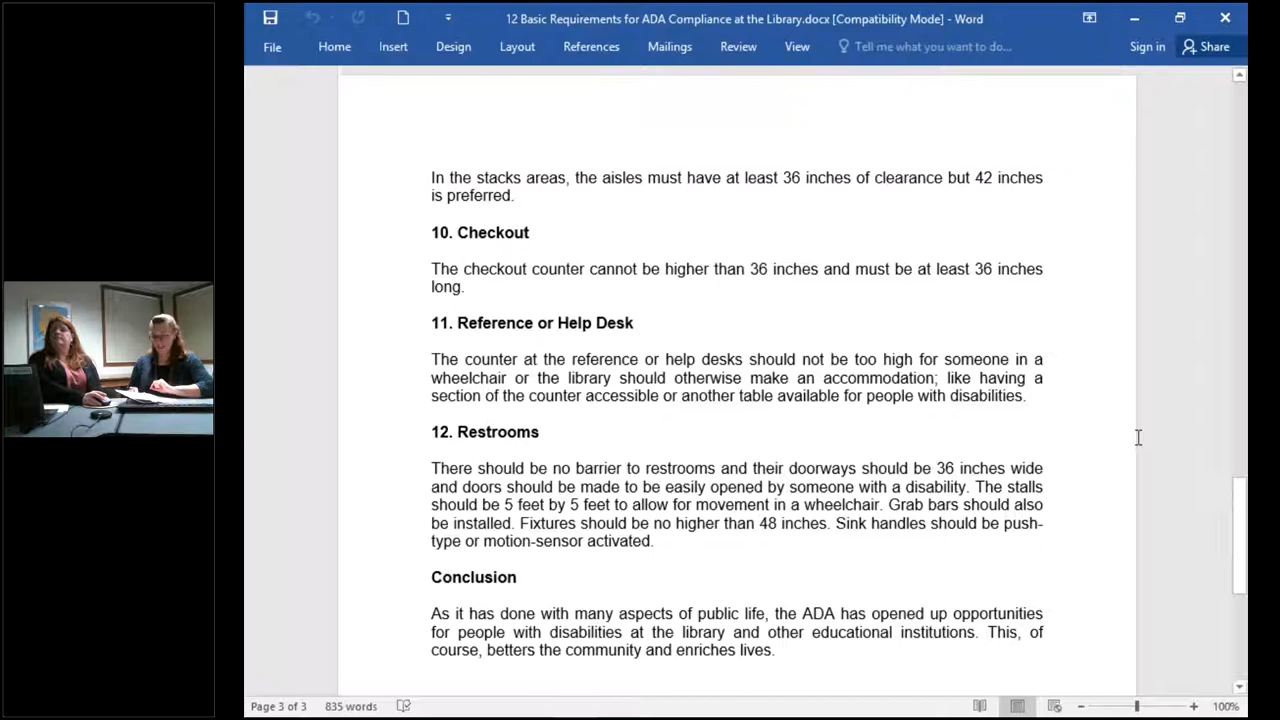 12 Basic Requirements for ADA Compliance at the Library.docx [Compatibility Mode] - Word
File Home Insert Design Layout References Mailings Review View Tell me what you want to do... Sign in Share
In the stacks areas, the aisles must have at least 36 inches of clearance but 42 inches
is preferred.
10. Checkout
The checkout counter cannot be higher than 36 inches and must be at least 36 inches
long.
11. Reference or Help Desk
The counter at the reference or help desks should not be too high for someone in a
wheelchair or the library should otherwise make an accommodation; like having a
section of the counter accessible or another table available for people with disabilities.
12. Restrooms
There should be no barrier to restrooms and their doorways should be 36 inches wide
and doors should be made to be easily opened by someone with a disability. The stalls
should be 5 feet by 5 feet to allow for movement in a wheelchair. Grab bars should also
be installed. Fixtures should be no higher than 48 inches. Sink handles should be push-
type or motion-sensor activated.
Conclusion
As it has done with many aspects of public life, the ADA has opened up opportunities
for people with disabilities at the library and other educational institutions. This, of
course, betters the community and enriches lives.
Page 3 of 3 835 words 100%